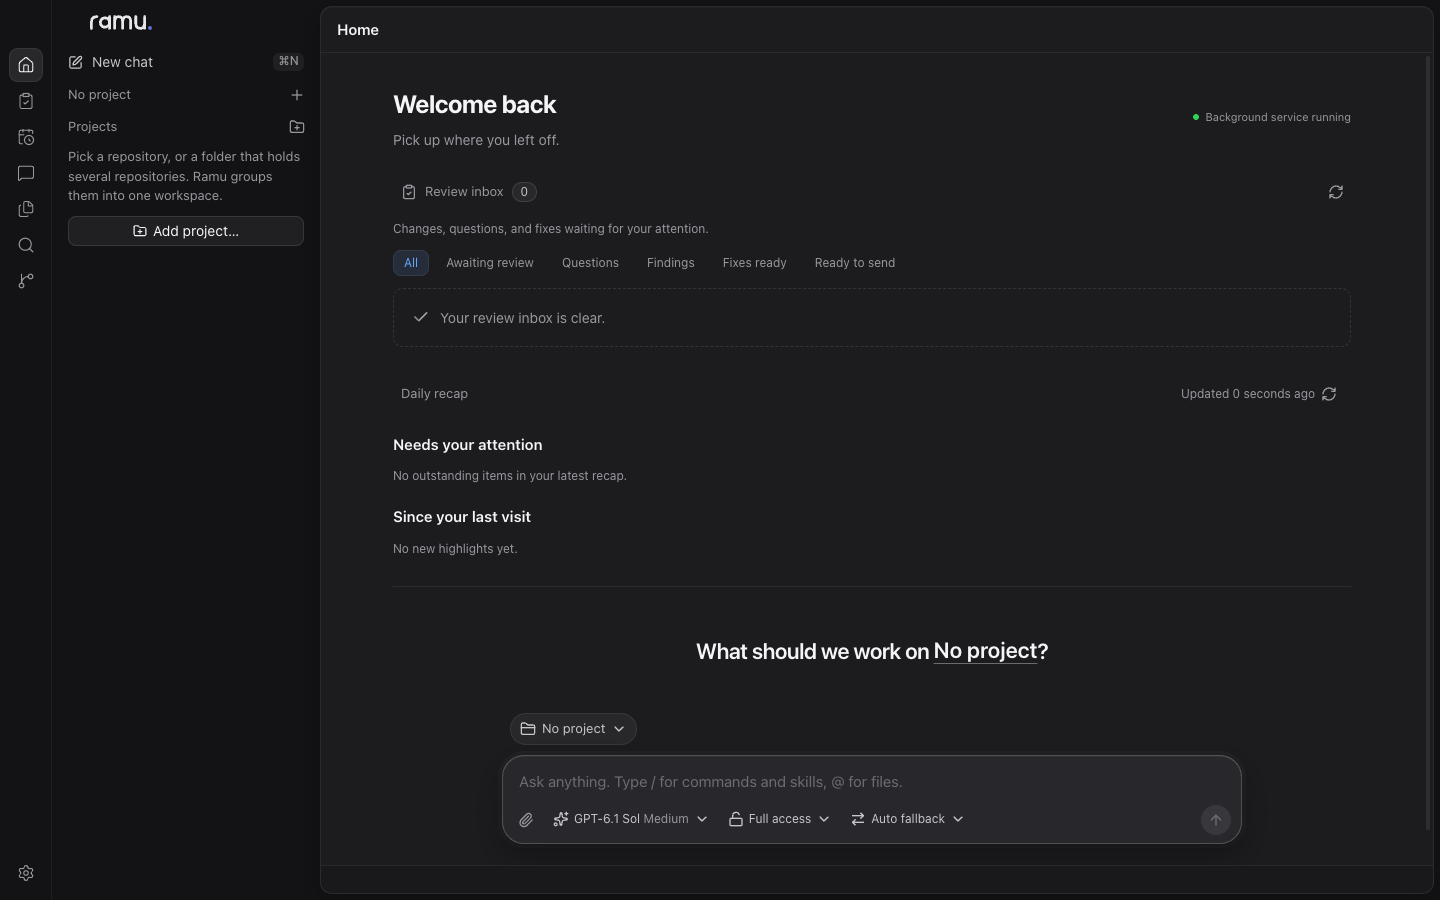 ramu.
New chat
⌘N
No project
Projects
Pick a repository, or a folder that holds
several repositories. Ramu groups
them into one workspace.
Add project...
Home
Welcome back
Pick up where you left off.
Background service running
Review inbox 0
Changes, questions, and fixes waiting for your attention.
All Awaiting review Questions Findings Fixes ready Ready to send
Your review inbox is clear.
Daily recap
Updated 0 seconds ago
Needs your attention
No outstanding items in your latest recap.
Since your last visit
No new highlights yet.
What should we work on No project?
No project
Ask anything. Type / for commands and skills, @ for files.
GPT-6.1 Sol Medium Full access Auto fallback